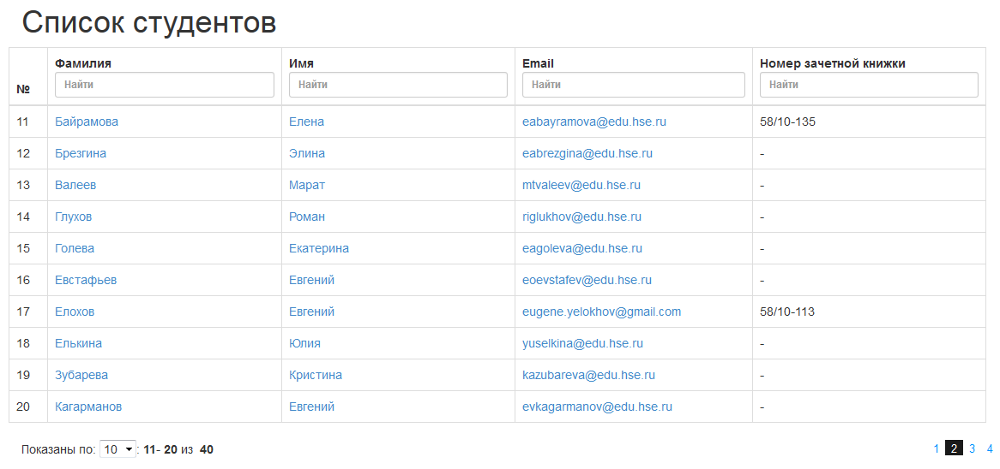 Список студентов
№ Фамилия Имя Email Номер зачетной книжки
Найти Найти Найти Найти
11 Байрамова Елена eabayramova@edu.hse.ru 58/10-135
12 Брезгина Элина eabrezgina@edu.hse.ru -
13 Валеев Марат mtvaleev@edu.hse.ru -
14 Глухов Роман riglukhov@edu.hse.ru -
15 Голева Екатерина eagoleva@edu.hse.ru -
16 Евстафьев Евгений eoevstafev@edu.hse.ru -
17 Елохов Евгений eugene.yelokhov@gmail.com 58/10-113
18 Елькина Юлия yuselkina@edu.hse.ru -
19 Зубарева Кристина kazubareva@edu.hse.ru -
20 Кагарманов Евгений evkagarmanov@edu.hse.ru -
Показаны по: 10 : 11- 20 из 40 1 2 3 4